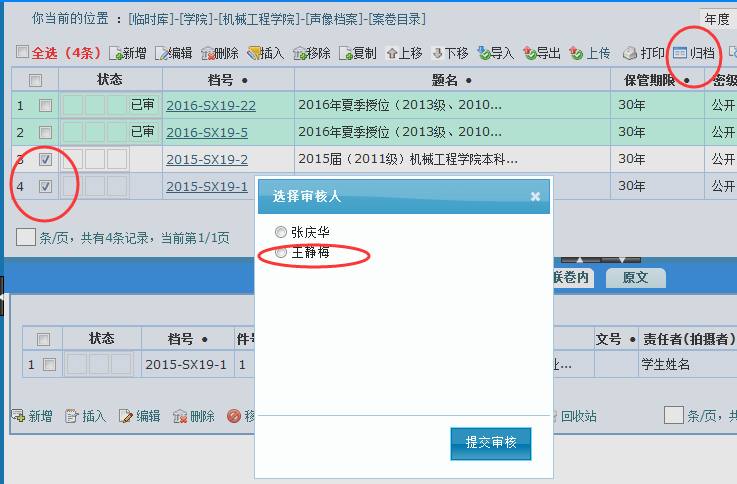 你当前的位置 ：[临时库]-[学院]-[机械工程学院]-[声像档案]-[案卷目录]
年度
全选（4条） 新增 编辑 删除 插入 移除 复制 上移 下移 导入 导出 上传 打印 归档
状态 档号 题名 保管期限 密级
1 已审 2016-SX19-22 2016年夏季授位（2013级、2010... 30年 公开
2 已审 2016-SX19-5 2016年夏季授位（2013级、2010... 30年 公开
3 2015-SX19-2 2015届（2011级）机械工程学院本科... 30年 公开
4 2015-SX19-1 30年 公开
选择审核人
张庆华
王静梅
提交审核
条/页，共有4条记录，当前第1/1页
联卷内 原文
状态 档号 件号 文号 责任者(拍摄者)
1 2015-SX19-1 1 业... 学生姓名
新增 插入 编辑 删除 移 回收站 条/页，共